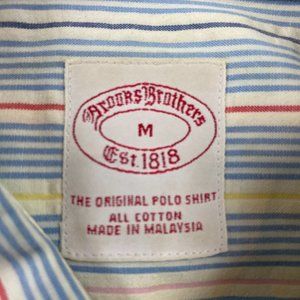 Brooks Brothers
M
Est. 1818
THE ORIGINAL POLO SHIRT
ALL COTTON
MADE IN MALAYSIA